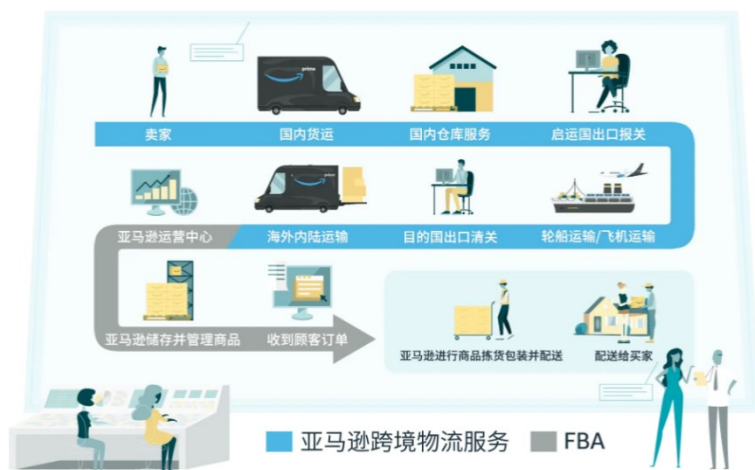 卖家
国内货运
国内仓库服务
启运国出口报关
亚马逊运营中心
海外内陆运输
目的国出口清关
轮船运输/飞机运输
亚马逊储存并管理商品
收到顾客订单
亚马逊进行商品拣货包装并配送
配送给买家
亚马逊跨境物流服务
FBA
prime